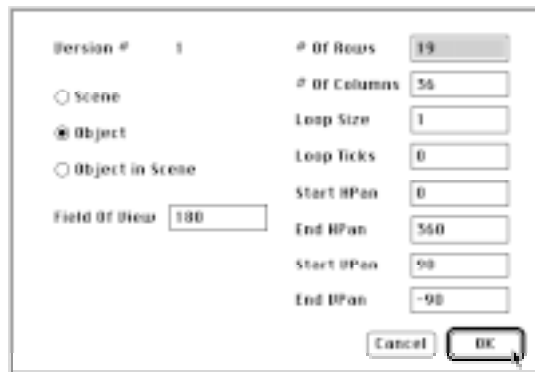 Version # 1
Scene
Object
Object in Scene
Field Of View 180
# Of Rows 19
# Of Columns 36
Loop Size 1
Loop Ticks 0
Start HPan 0
End HPan 360
Start VPan 90
End VPan -90
Cancel OK